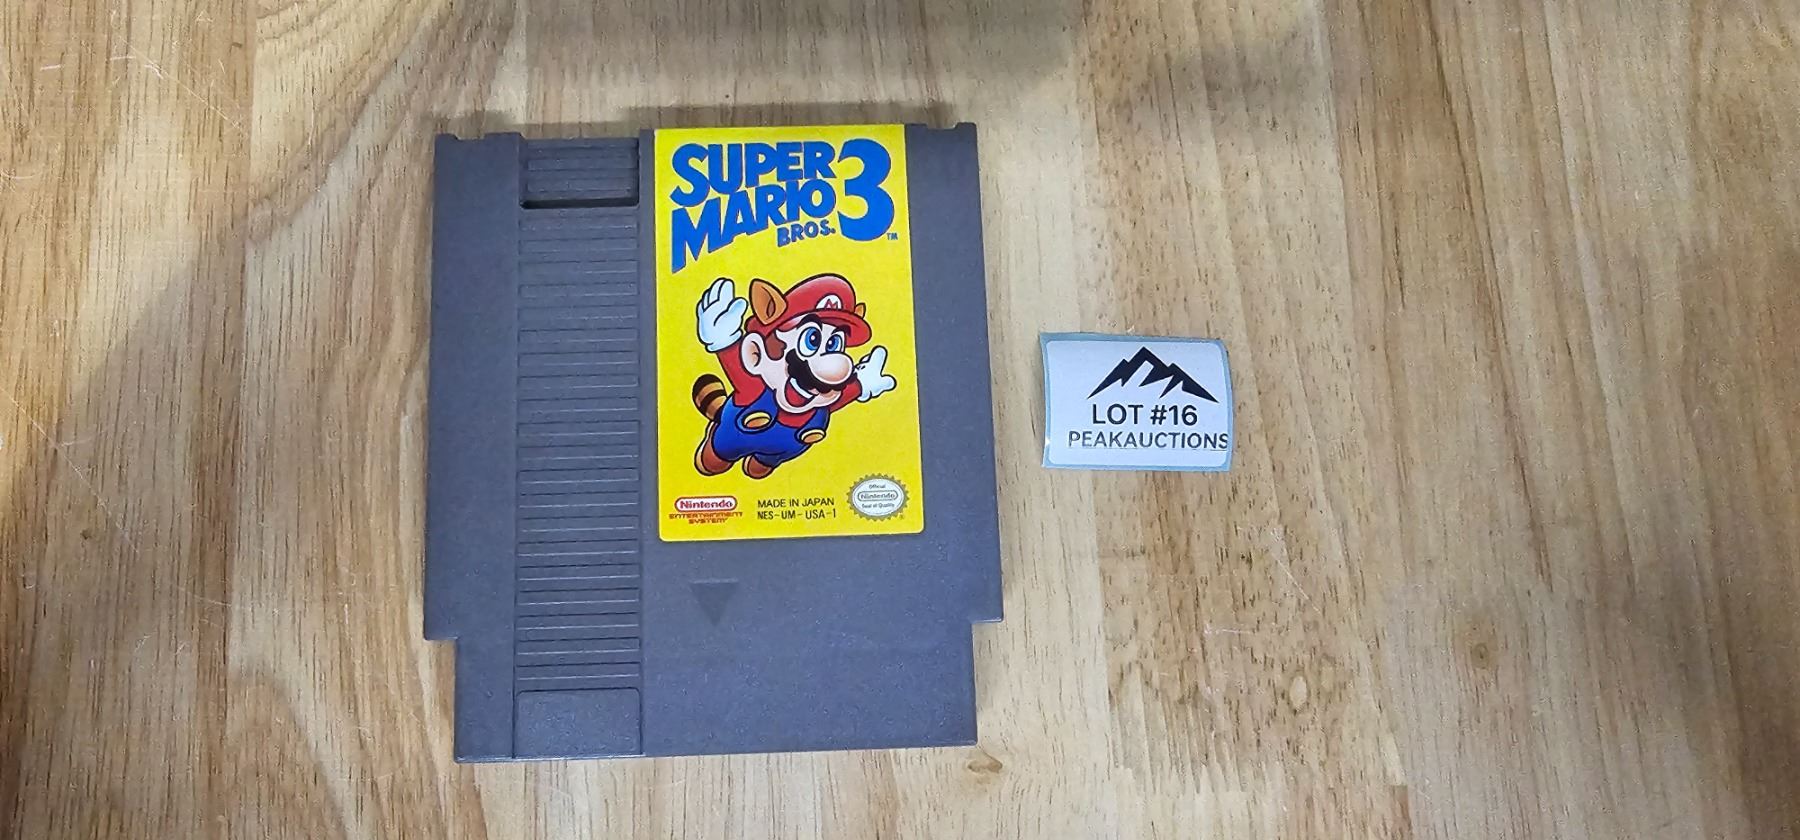 SUPER
MARIO 3
BROS. ™
M
Nintendo
ENTERTAINMENT
SYSTEM
MADE IN JAPAN
NES-UM-USA-1
Official
Nintendo
Seal of Quality
LOT #16
PEAKAUCTIONS